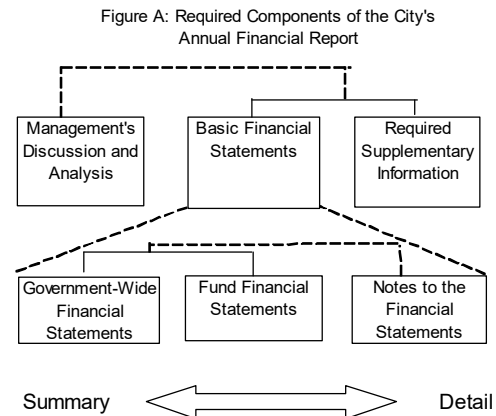 Figure A: Required Components of the City's
Annual Financial Report
Management's
Discussion and
Analysis
Basic Financial
Statements
Required
Supplementary
Information
Government-Wide
Financial
Statements
Fund Financial
Statements
Notes to the
Financial
Statements
Summary
Detail